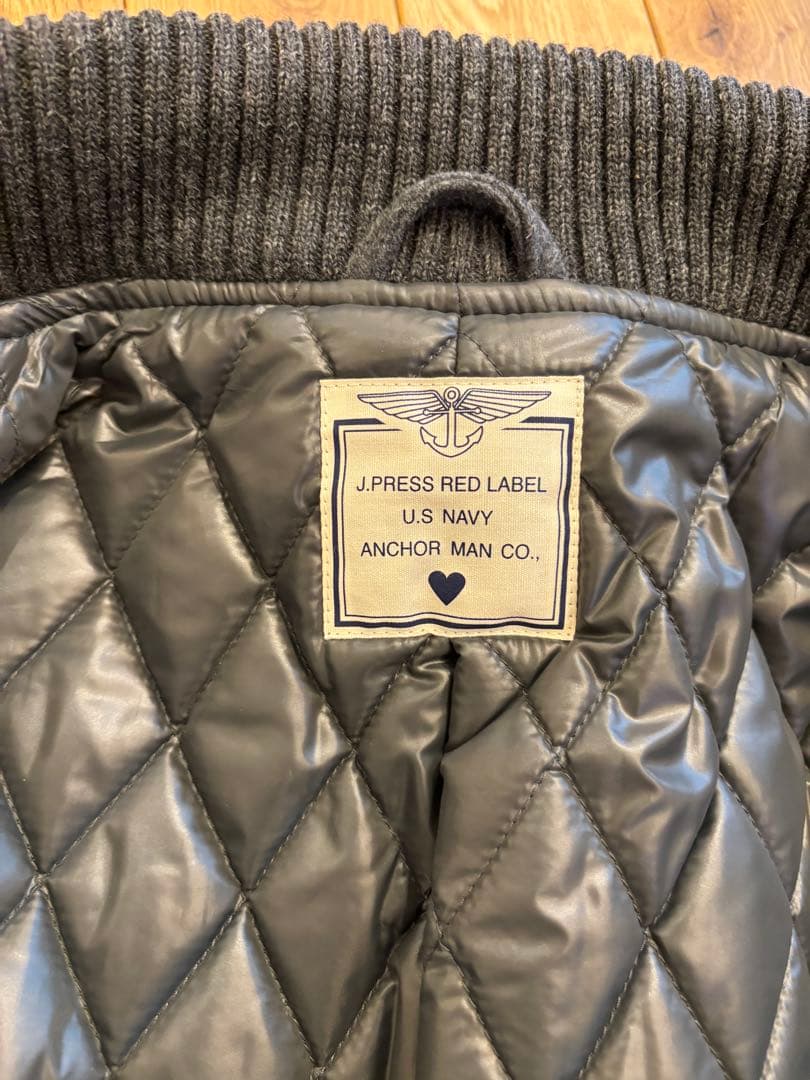 J.PRESS RED LABEL
U.S NAVY
ANCHOR MAN CO.,